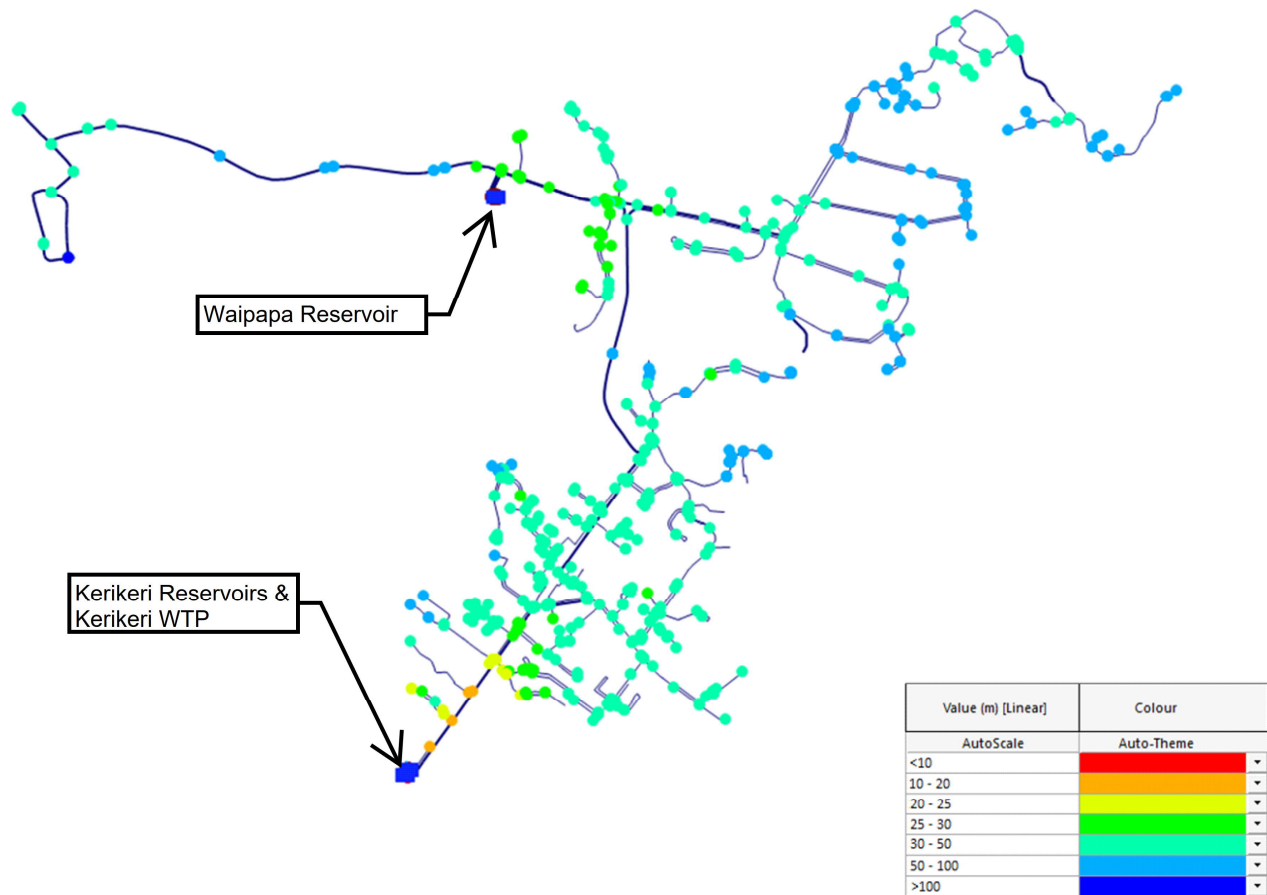 Waipapa Reservoir
Kerikeri Reservoirs &
Kerikeri WTP
Value (m) [Linear] Colour
AutoScale Auto-Theme
<10
10 - 20
20 - 25
25 - 30
30 - 50
50 - 100
>100